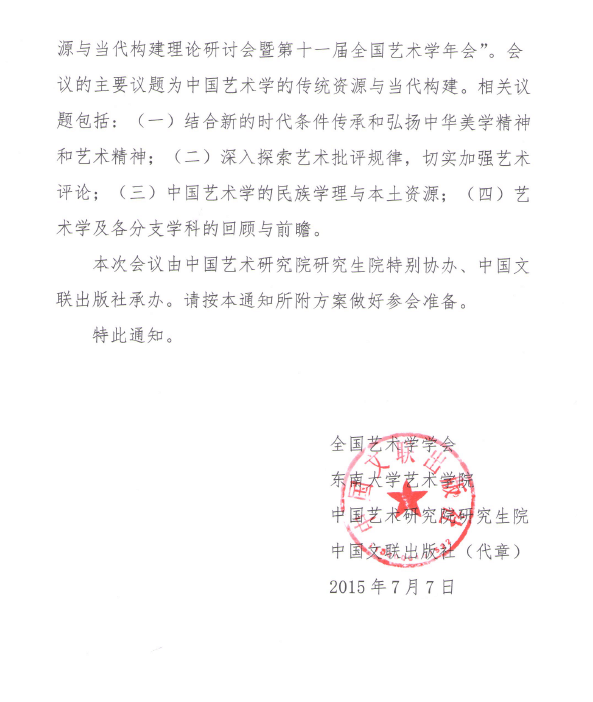 源与当代构建理论研讨会暨第十一届全国艺术学年会”。会
议的主要议题为中国艺术学的传统资源与当代构建。相关议
题包括：（一）结合新的时代条件传承和弘扬中华美学精神
和艺术精神；（二）深入探索艺术批评规律，切实加强艺术
评论；（三）中国艺术学的民族学理与本土资源；（四）艺
术学及各分支学科的回顾与前瞻。
本次会议由中国艺术研究院研究生院特别协办、中国文
联出版社承办。请按本通知所附方案做好参会准备。
特此通知。
全国艺术学学会
东南大学艺术学院
中国艺术研究院研究生院
中国文联出版社（代章）
2015年7月7日
中国文联出版社